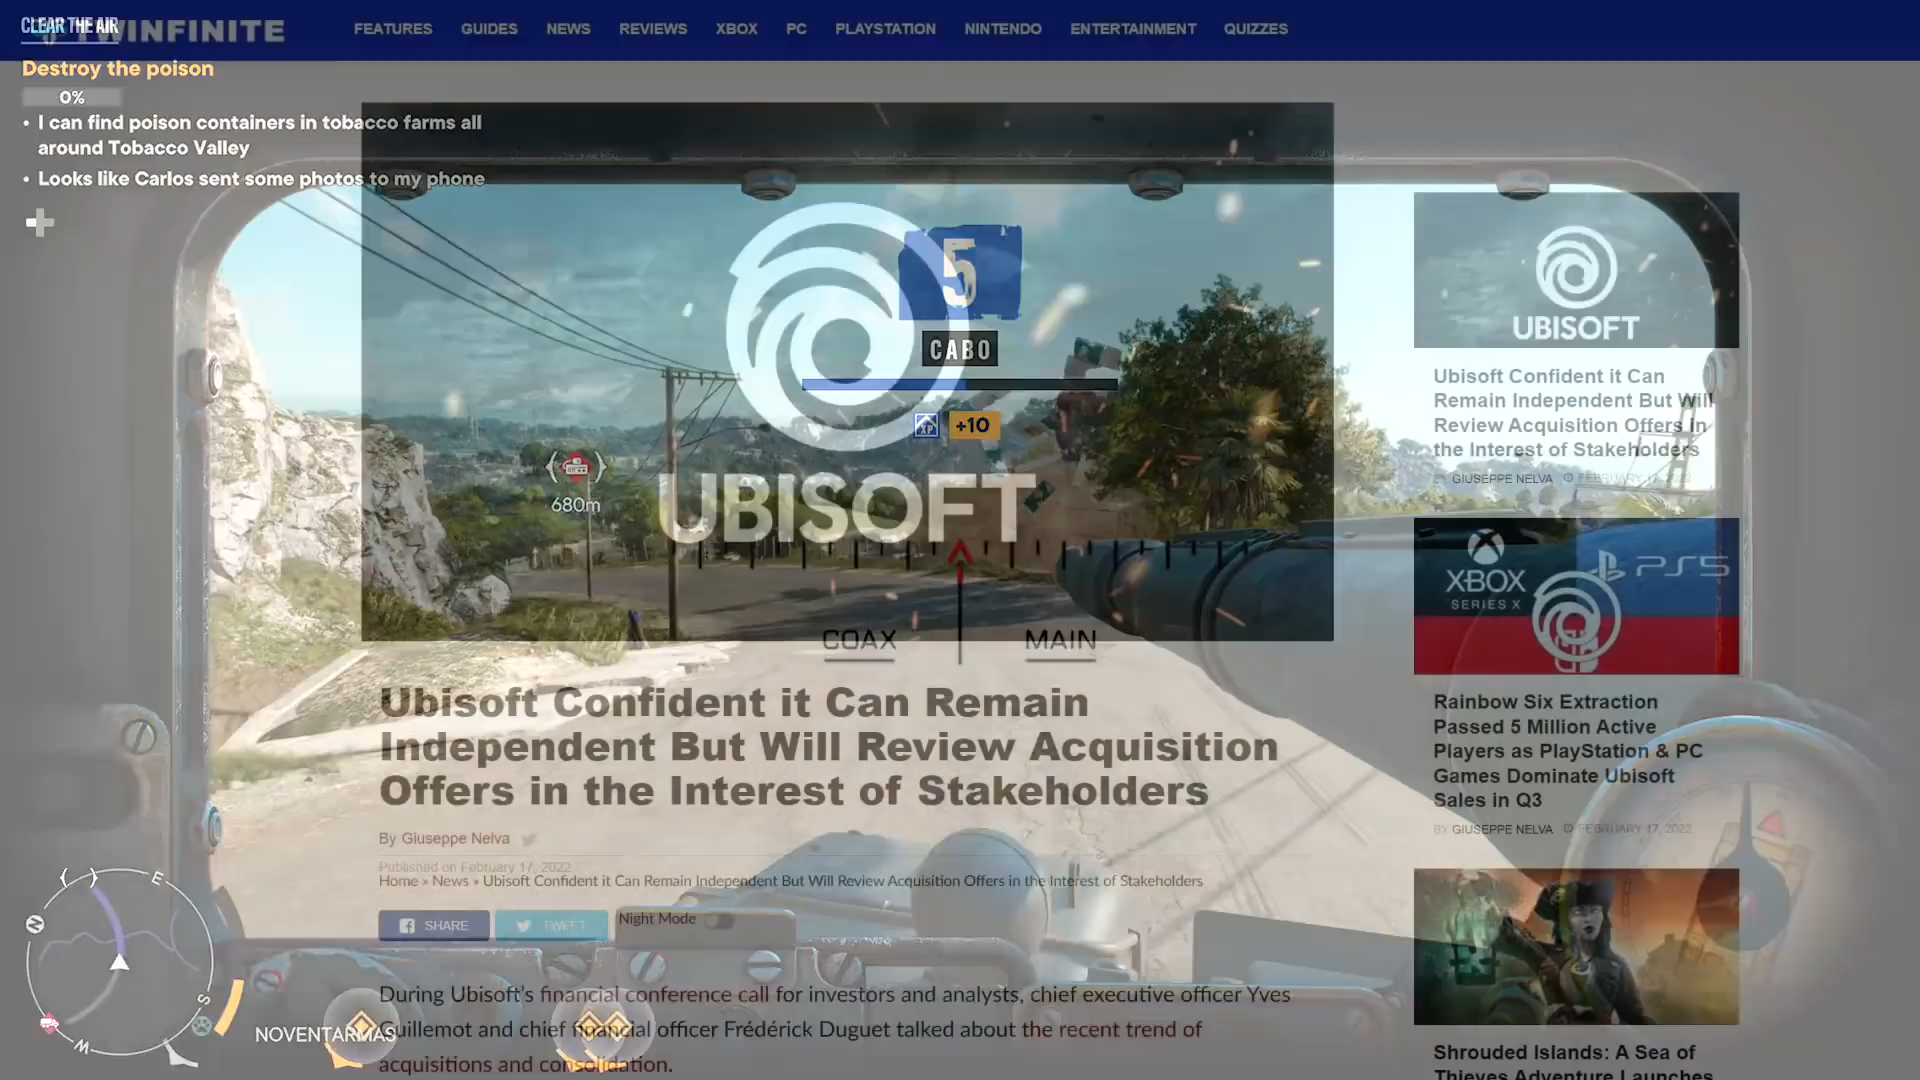 CLEAR THE AIR
TWINFINITE
FEATURES GUIDES NEWS REVIEWS XBOX PC PLAYSTATION NINTENDO ENTERTAINMENT QUIZZES
Destroy the poison
0%
• I can find poison containers in tobacco farms all
around Tobacco Valley
• Looks like Carlos sent some photos to my phone
5
CABO
XP +10
680m
UBISOFT
COAX MAIN
Ubisoft Confident it Can Remain
Independent But Will Review Acquisition
Offers in the Interest of Stakeholders
By Giuseppe Nelva
Published on February 17, 2022
Home » News » Ubisoft Confident it Can Remain Independent But Will Review Acquisition Offers in the Interest of Stakeholders
SHARE TWEET Night Mode
During Ubisoft's financial conference call for investors and analysts, chief executive officer Yves
Guillemot and chief financial officer Frédérick Duguet talked about the recent trend of
acquisitions and consolidation.
N E S W
NOVENTARMAS
UBISOFT
Ubisoft Confident it Can
Remain Independent But Will
Review Acquisition Offers in
the Interest of Stakeholders
BY GIUSEPPE NELVA FEBRUARY 17, 2022
XBOX
SERIES X
PS5
Rainbow Six Extraction
Passed 5 Million Active
Players as PlayStation & PC
Games Dominate Ubisoft
Sales in Q3
BY GIUSEPPE NELVA FEBRUARY 17, 2022
Shrouded Islands: A Sea of
Thieves Adventure Launches